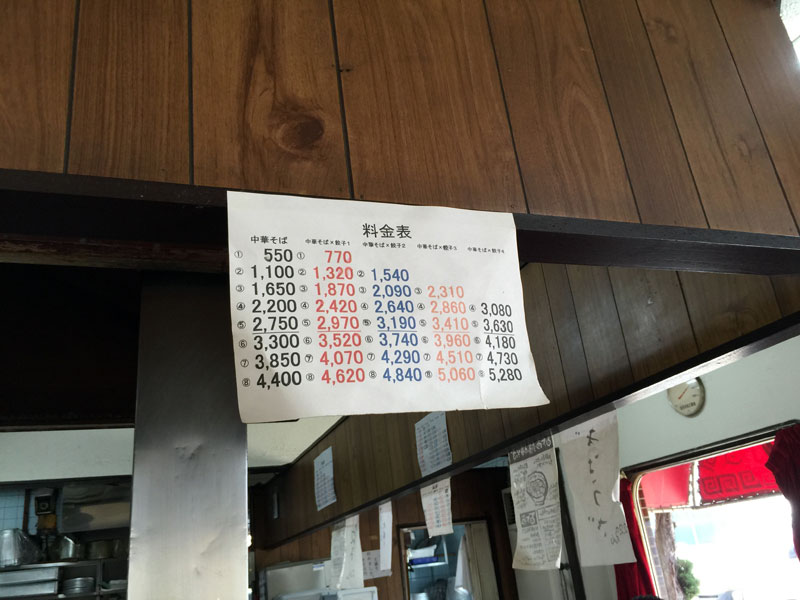 料金表
中華そば 中華そば×餃子1 中華そば×餃子2 中華そば×餃子3 中華そば×餃子4
① 550 ① 770
② 1,100 ② 1,320 ② 1,540
③ 1,650 ③ 1,870 ③ 2,090 ③ 2,310
④ 2,200 ④ 2,420 ④ 2,640 ④ 2,860 ④ 3,080
⑤ 2,750 ⑤ 2,970 ⑤ 3,190 ⑤ 3,410 ⑤ 3,630
⑥ 3,300 ⑥ 3,520 ⑥ 3,740 ⑥ 3,960 ⑥ 4,180
⑦ 3,850 ⑦ 4,070 ⑦ 4,290 ⑦ 4,510 ⑦ 4,730
⑧ 4,400 ⑧ 4,620 ⑧ 4,840 ⑧ 5,060 ⑧ 5,280